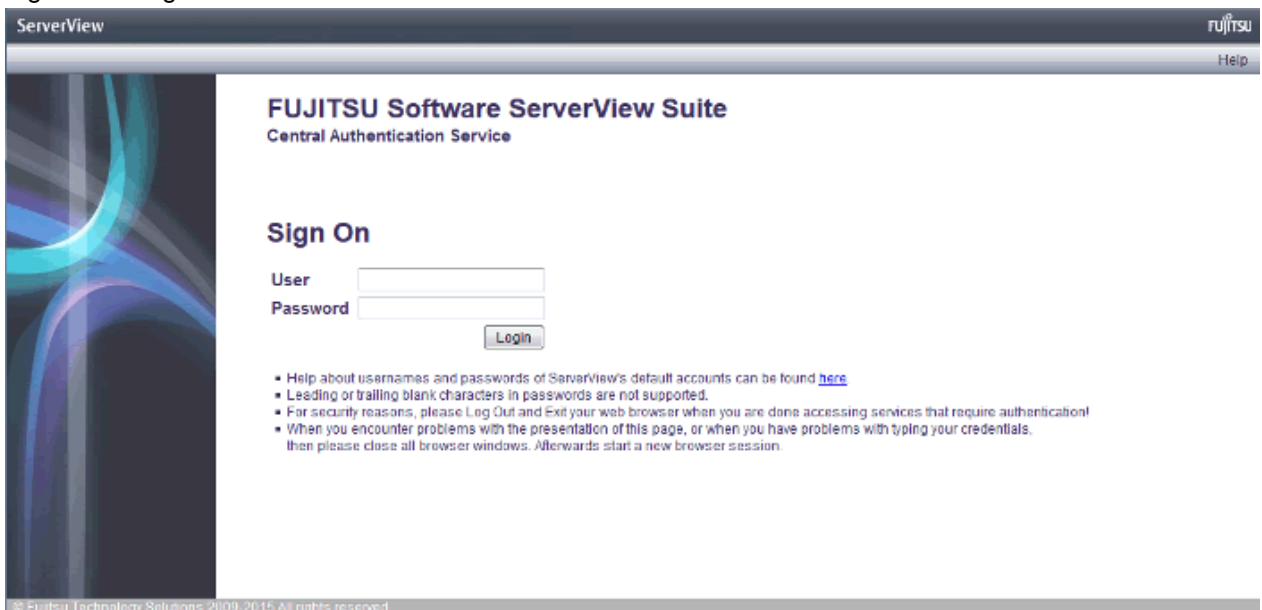 ServerView
FUJITSU
Help
FUJITSU Software ServerView Suite
Central Authentication Service
Sign On
User
Password
Login
▪ Help about usernames and passwords of ServerView's default accounts can be found here.
▪ Leading or trailing blank characters in passwords are not supported.
▪ For security reasons, please Log Out and Exit your web browser when you are done accessing services that require authentication!
▪ When you encounter problems with the presentation of this page, or when you have problems with typing your credentials,
then please close all browser windows. Afterwards start a new browser session.
© Fujitsu Technology Solutions 2009-2015 All rights reserved